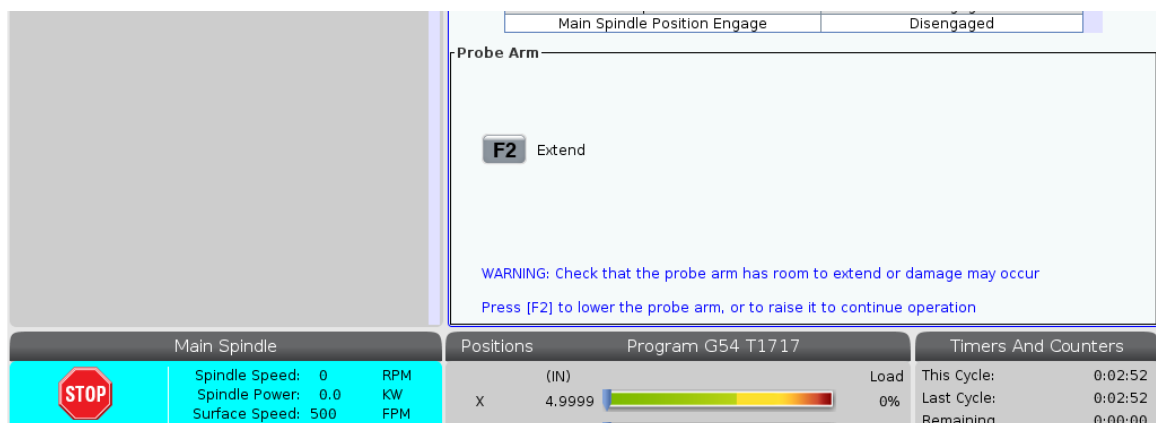 Main Spindle Position Engage Disengaged
Probe Arm
F2 Extend
WARNING: Check that the probe arm has room to extend or damage may occur
Press [F2] to lower the probe arm, or to raise it to continue operation
Main Spindle
STOP
Spindle Speed: 0 RPM
Spindle Power: 0.0 KW
Surface Speed: 500 FPM
Positions Program G54 T1717
(IN) Load
X 4.9999 0%
Timers And Counters
This Cycle: 0:02:52
Last Cycle: 0:02:52
Remaining 0:00:00